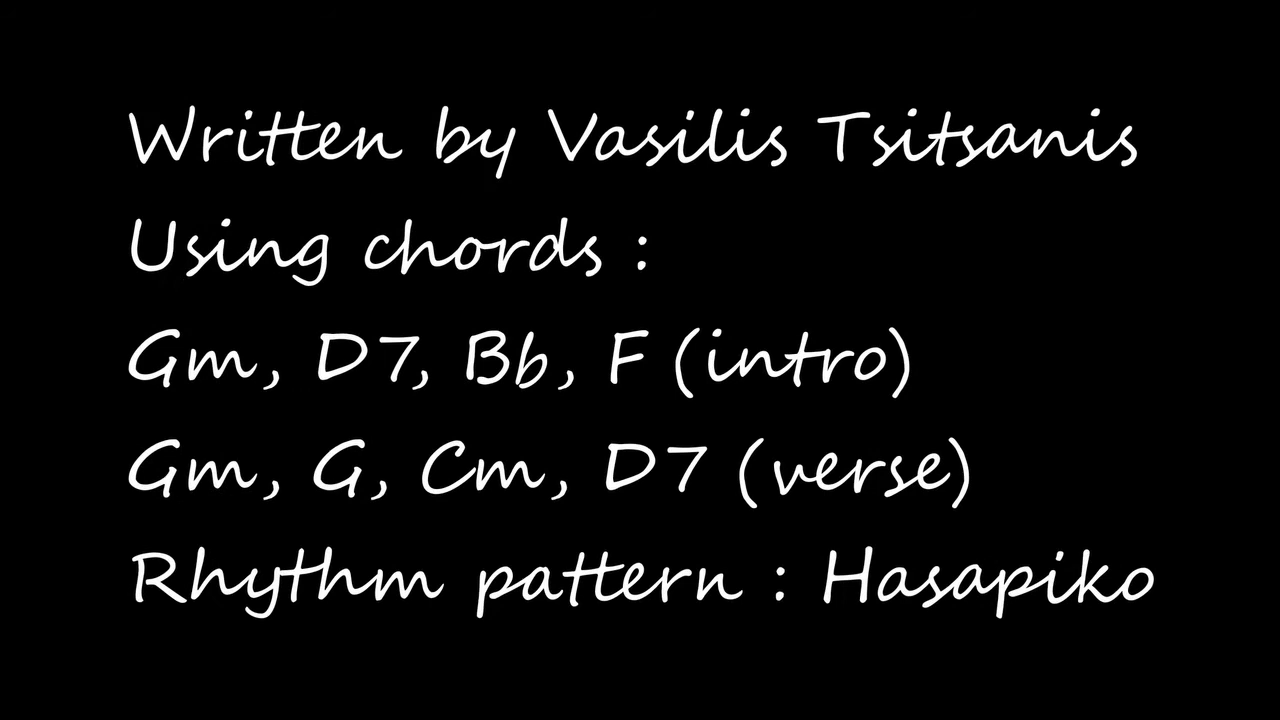 Written by Vasilis Tsitsanis
Using chords :
Gm, D7, Bb, F (intro)
Gm, G, Cm, D7 (verse)
Rhythm pattern : Hasapiko